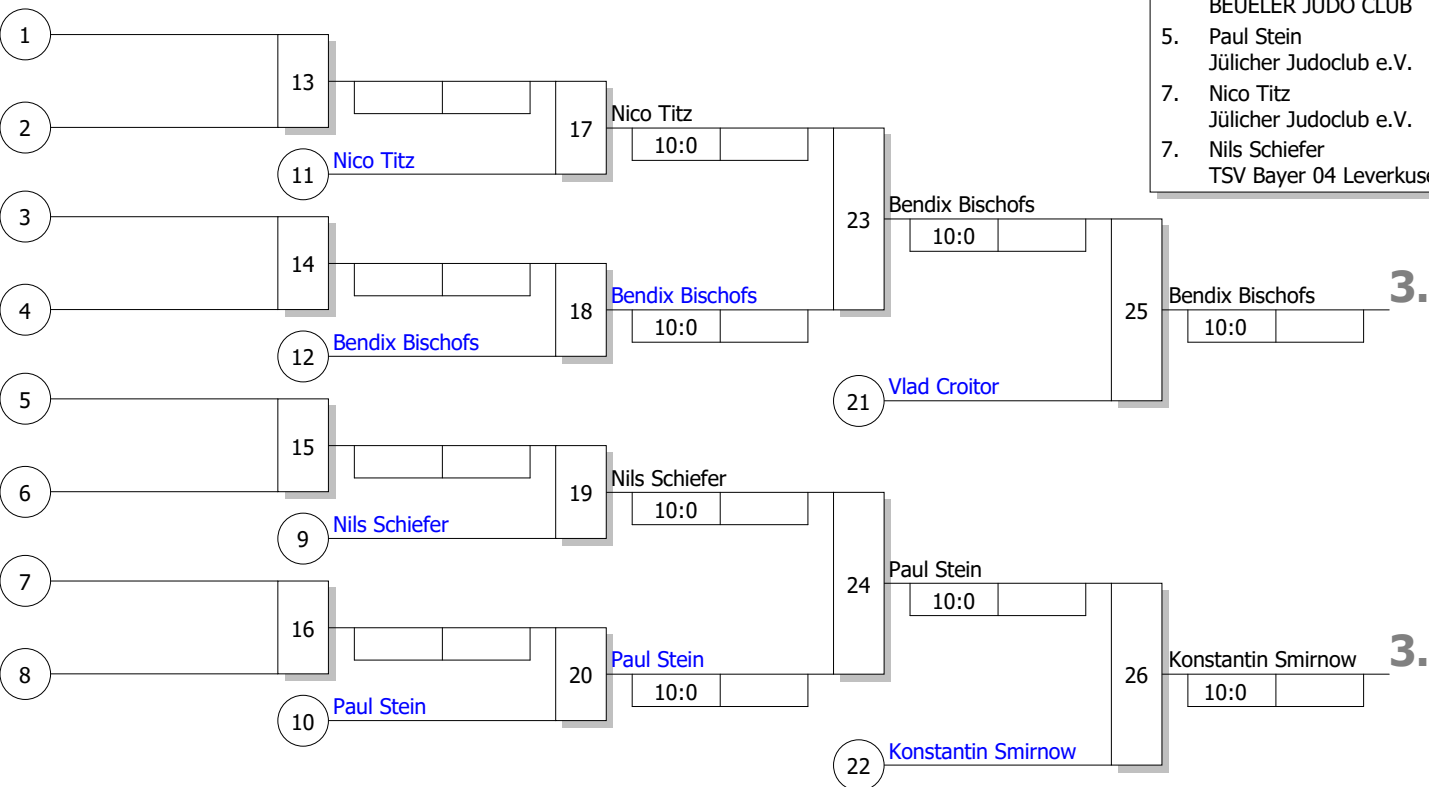 BEUELER JUDO CLUB
5. Paul Stein
Jülicher Judoclub e.V.
7. Nico Titz
Jülicher Judoclub e.V.
7. Nils Schiefer
TSV Bayer 04
1
2
13
11
Nico Titz
17
Nico Titz
10:0
3
4
14
12
Bendix Bischofs
18
Bendix Bischofs
10:0
23
Bendix Bischofs
10:0
21
Vlad Croitor
25
Bendix Bischofs
10:0
3.
5
6
15
9
Nils Schiefer
19
Nils Schiefer
10:0
7
8
16
10
Paul Stein
20
Paul Stein
10:0
24
Paul Stein
10:0
22
Konstantin Smirnow
26
Konstantin Smirnow
10:0
3.